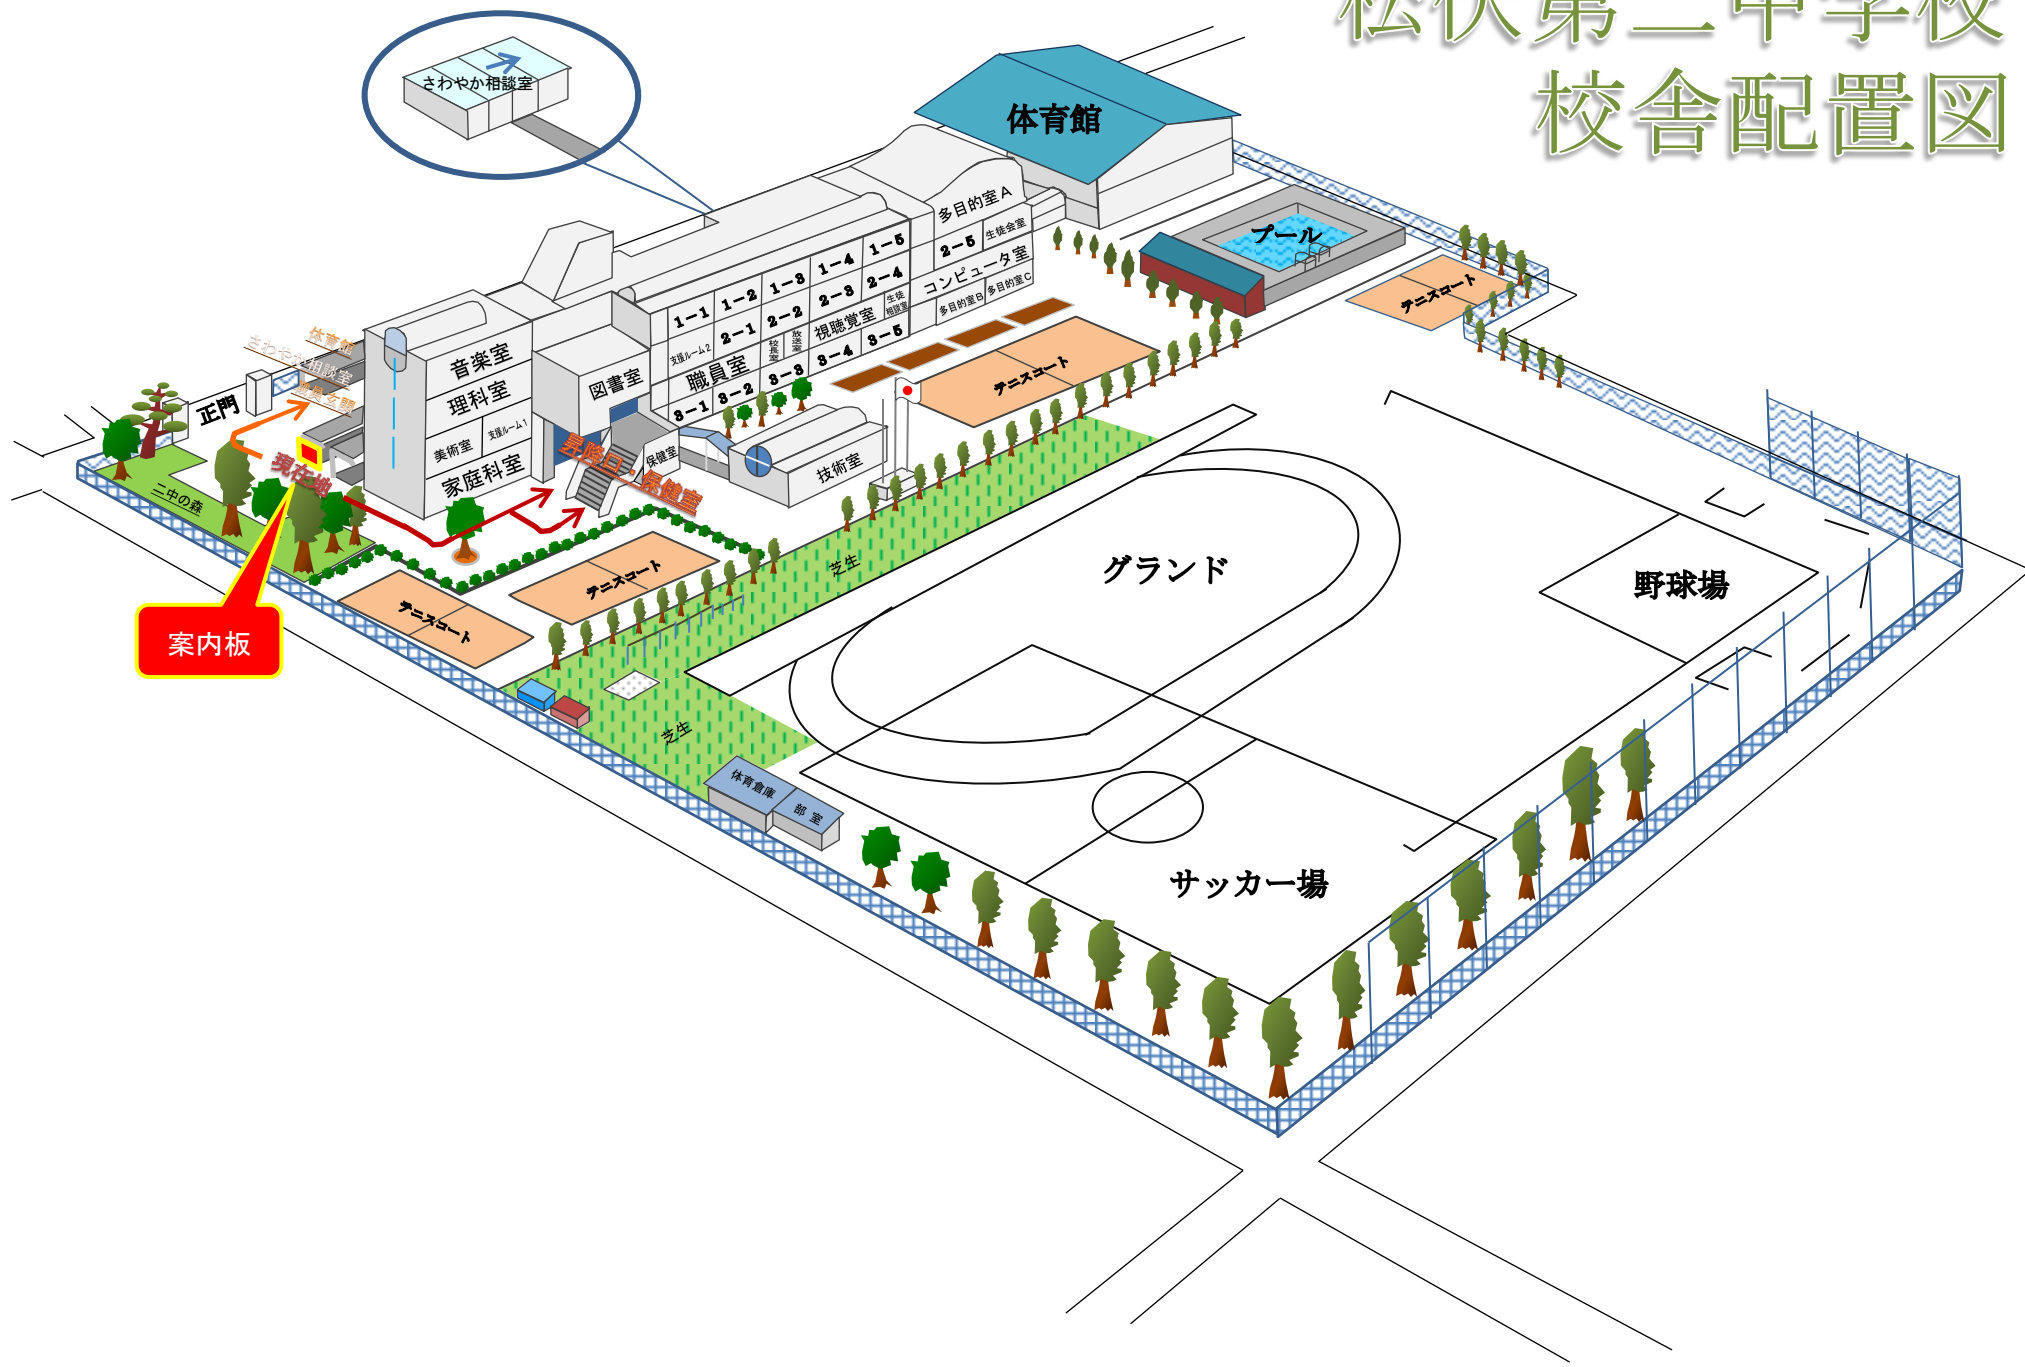 松伏第二中学校
校舎配置図
さわやか相談室
体育館
プール
テニスコート
多目的室A
2-5
生徒会室
コンピュータ室
多目的室B
多目的室C
1-1
1-2
1-3
1-4
1-5
支援ルーム2
2-1
2-2
2-3
2-4
職員室
校長室
放送室
視聴覚室
生徒
相談室
3-1
3-2
3-3
3-4
3-5
音楽室
理科室
美術室
支援ルーム1
家庭科室
図書室
保健室
昇降口・保健室
技術室
テニスコート
体育館
さわやか相談室
正門
現在地
二中の森
案内板
テニスコート
テニスコート
芝生
芝生
体育倉庫
部室
グランド
野球場
サッカー場